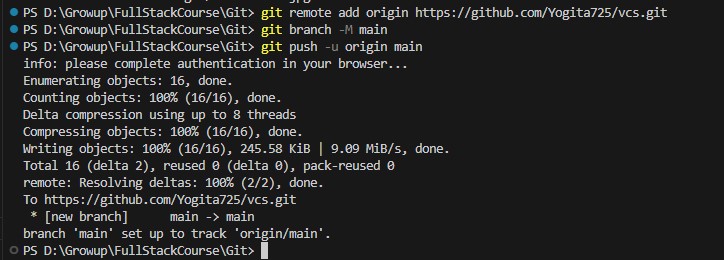 PS D:\Growup\FullStackCourse\Git> git remote add origin https://github.com/Yogita725/vcs.git
PS D:\Growup\FullStackCourse\Git> git branch -M main
PS D:\Growup\FullStackCourse\Git> git push -u origin main
info: please complete authentication in your browser...
Enumerating objects: 16, done.
Counting objects: 100% (16/16), done.
Delta compression using up to 8 threads
Compressing objects: 100% (16/16), done.
Writing objects: 100% (16/16), 245.58 KiB | 9.09 MiB/s, done.
Total 16 (delta 2), reused 0 (delta 0), pack-reused 0
remote: Resolving deltas: 100% (2/2), done.
To https://github.com/Yogita725/vcs.git
 * [new branch]      main -> main
branch 'main' set up to track 'origin/main'.
PS D:\Growup\FullStackCourse\Git>